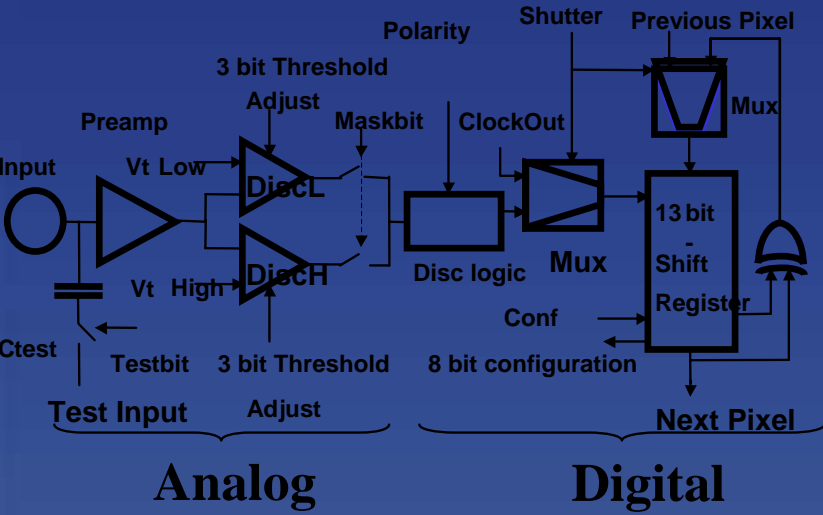 Shutter
Previous Pixel
Polarity
3 bit Threshold
Adjust
Mux
Preamp
Maskbit
ClockOut
Input
Vt Low
DiscL
13 bit
-
Shift
Register
DiscH
Disc logic
Mux
Vt High
Conf
Ctest
Testbit
3 bit Threshold
Adjust
8 bit configuration
Test Input
Next Pixel
Analog
Digital